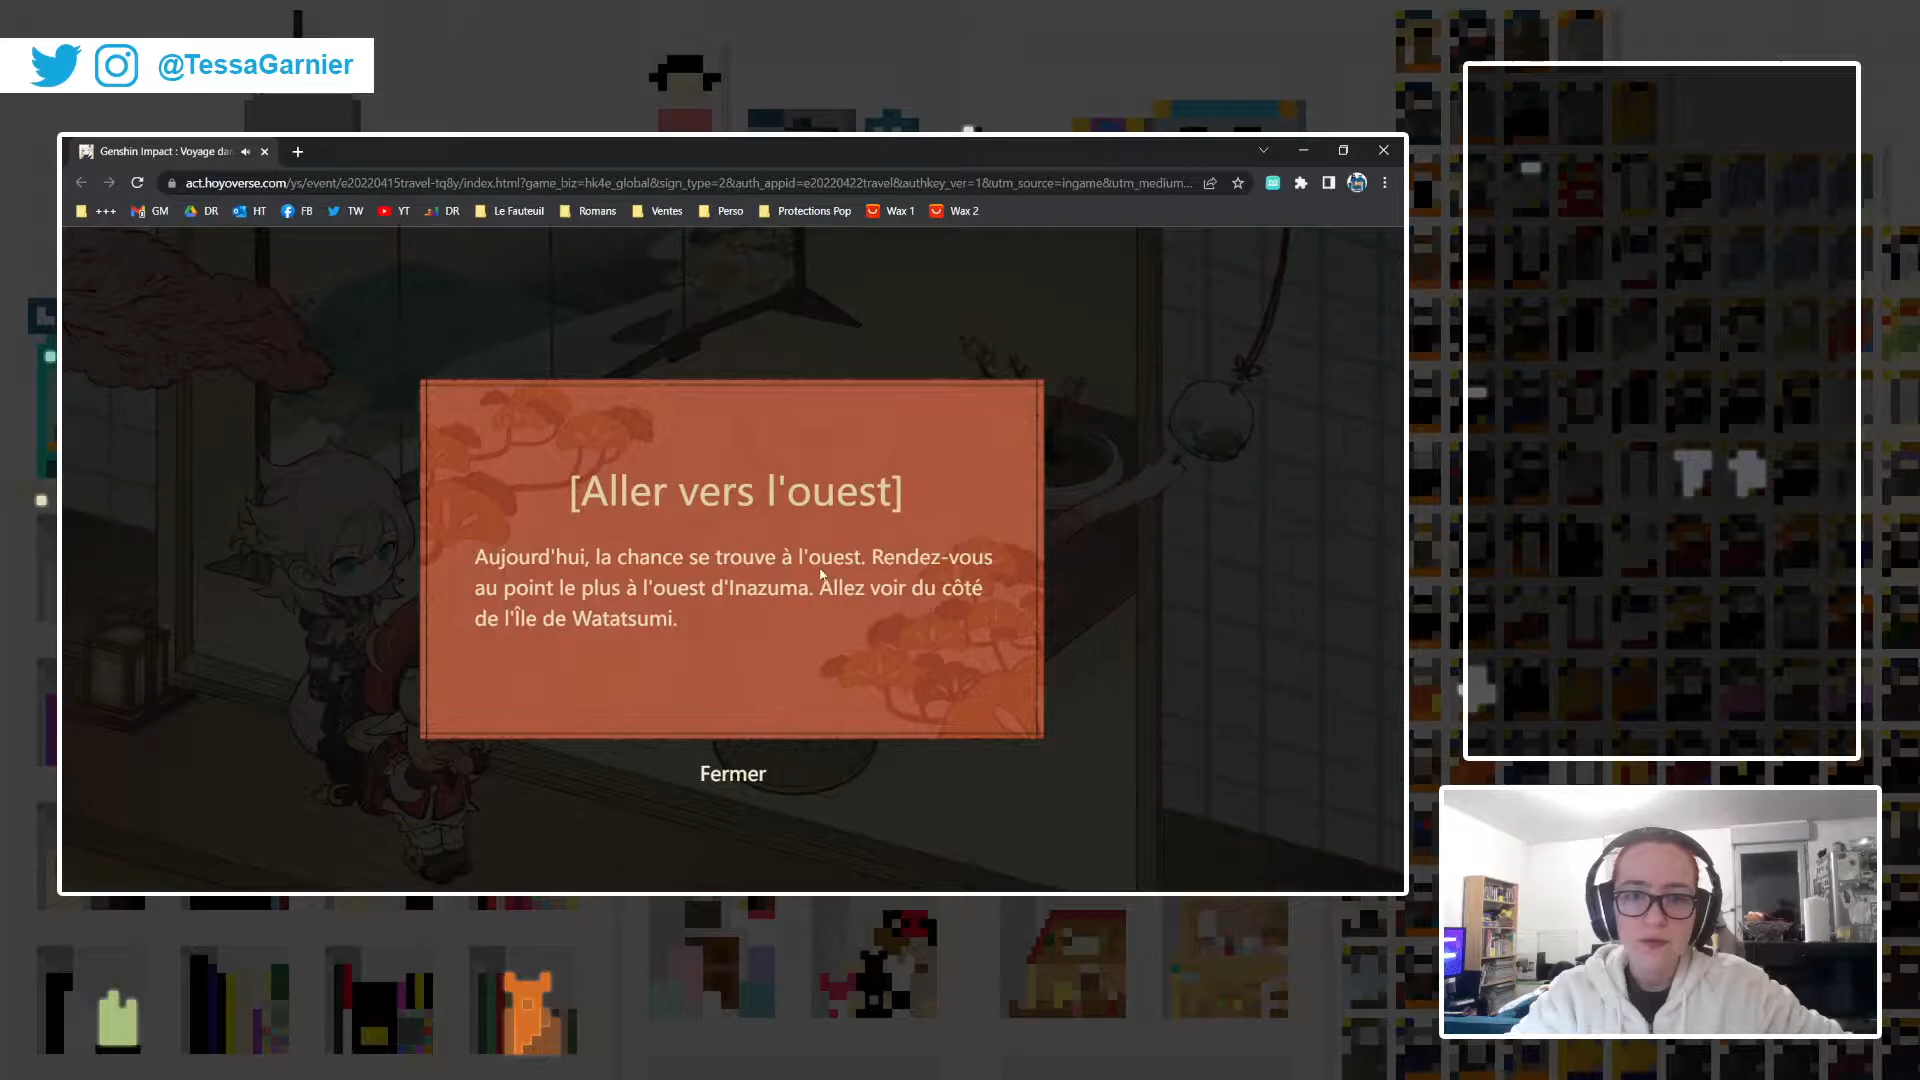 @TessaGarnier
Genshin Impact : Voyage dan
act.hoyoverse.com/ys/event/e20220415travel-tq8y/index.html?game_biz=hk4e_global&sign_type=2&auth_appid=e20220422travel&authkey_ver=1&utm_source=ingame&utm_medium...
+++ GM DR HT FB TW YT DR Le Fauteuil Romans Ventes Perso Protections Pop Wax 1 Wax 2
[Aller vers l'ouest]
Aujourd'hui, la chance se trouve à l'ouest. Rendez-vous
au point le plus à l'ouest d'Inazuma. Allez voir du côté
de l'Île de Watatsumi.
Fermer